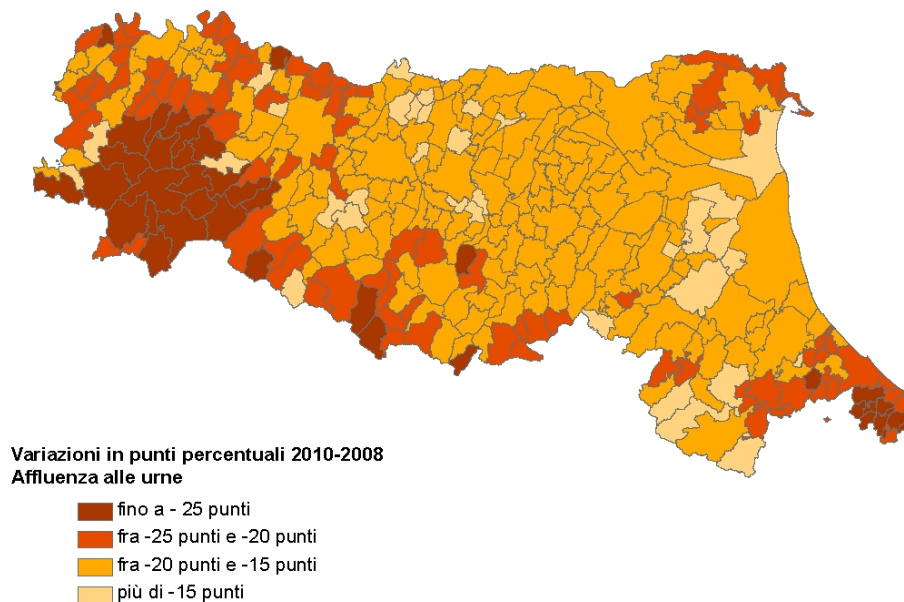 Variazioni in punti percentuali 2010-2008
Affluenza alle urne
fino a - 25 punti
fra -25 punti e -20 punti
fra -20 punti e -15 punti
più di -15 punti